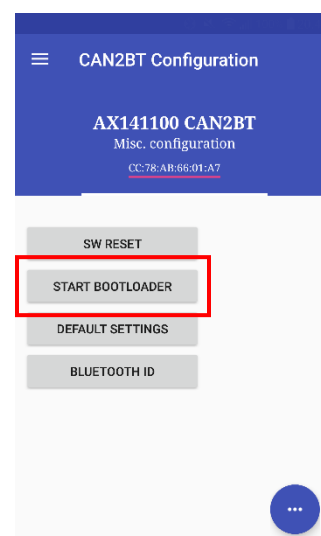 CAN2BT Configuration
AX141100 CAN2BT
Misc. configuration
CC:78:AB:66:01:A7
SW RESET
START BOOTLOADER
DEFAULT SETTINGS
BLUETOOTH ID